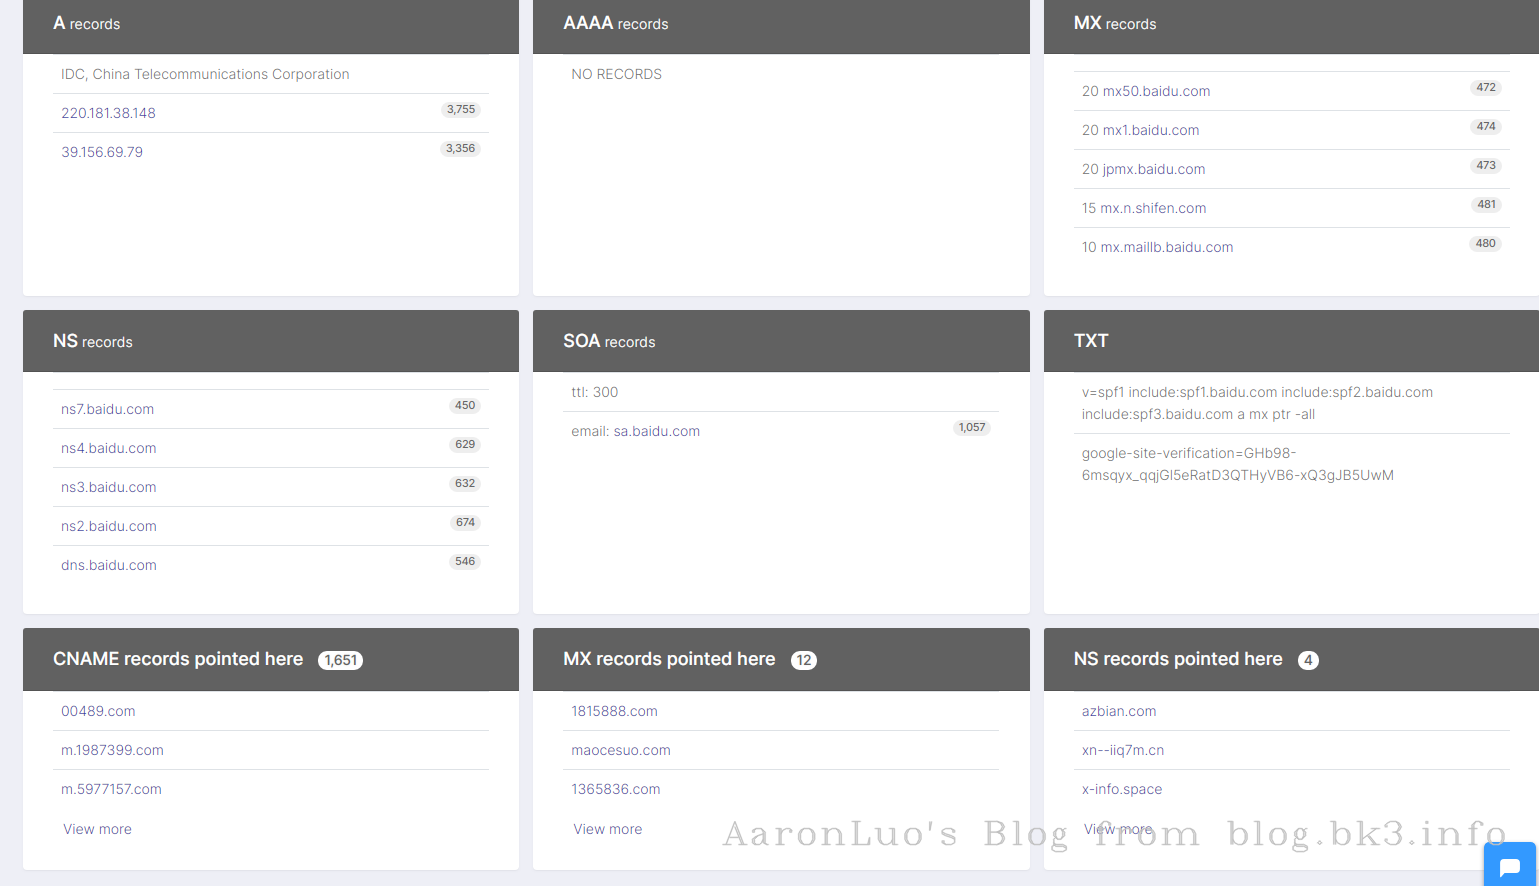 A records
IDC, China Telecommunications Corporation
220.181.38.148 3,755
39.156.69.79 3,356
AAAA records
NO RECORDS
MX records
20 mx50.baidu.com 472
20 mx1.baidu.com 474
20 jpmx.baidu.com 473
15 mx.n.shifen.com 481
10 mx.maillb.baidu.com 480
NS records
ns7.baidu.com 450
ns4.baidu.com 629
ns3.baidu.com 632
ns2.baidu.com 674
dns.baidu.com 546
SOA records
ttl: 300
email: sa.baidu.com 1,057
TXT
v=spf1 include:spf1.baidu.com include:spf2.baidu.com
include:spf3.baidu.com a mx ptr -all
google-site-verification=GHb98-
6msqyx_qqjGl5eRatD3QTHyVB6-xQ3gJB5UwM
CNAME records pointed here 1,651
00489.com
m.1987399.com
m.5977157.com
View more
MX records pointed here 12
1815888.com
maocesuo.com
1365836.com
View more
NS records pointed here 4
azbian.com
xn--iiq7m.cn
x-info.space
View more
AaronLuo's Blog from blog.bk3.info